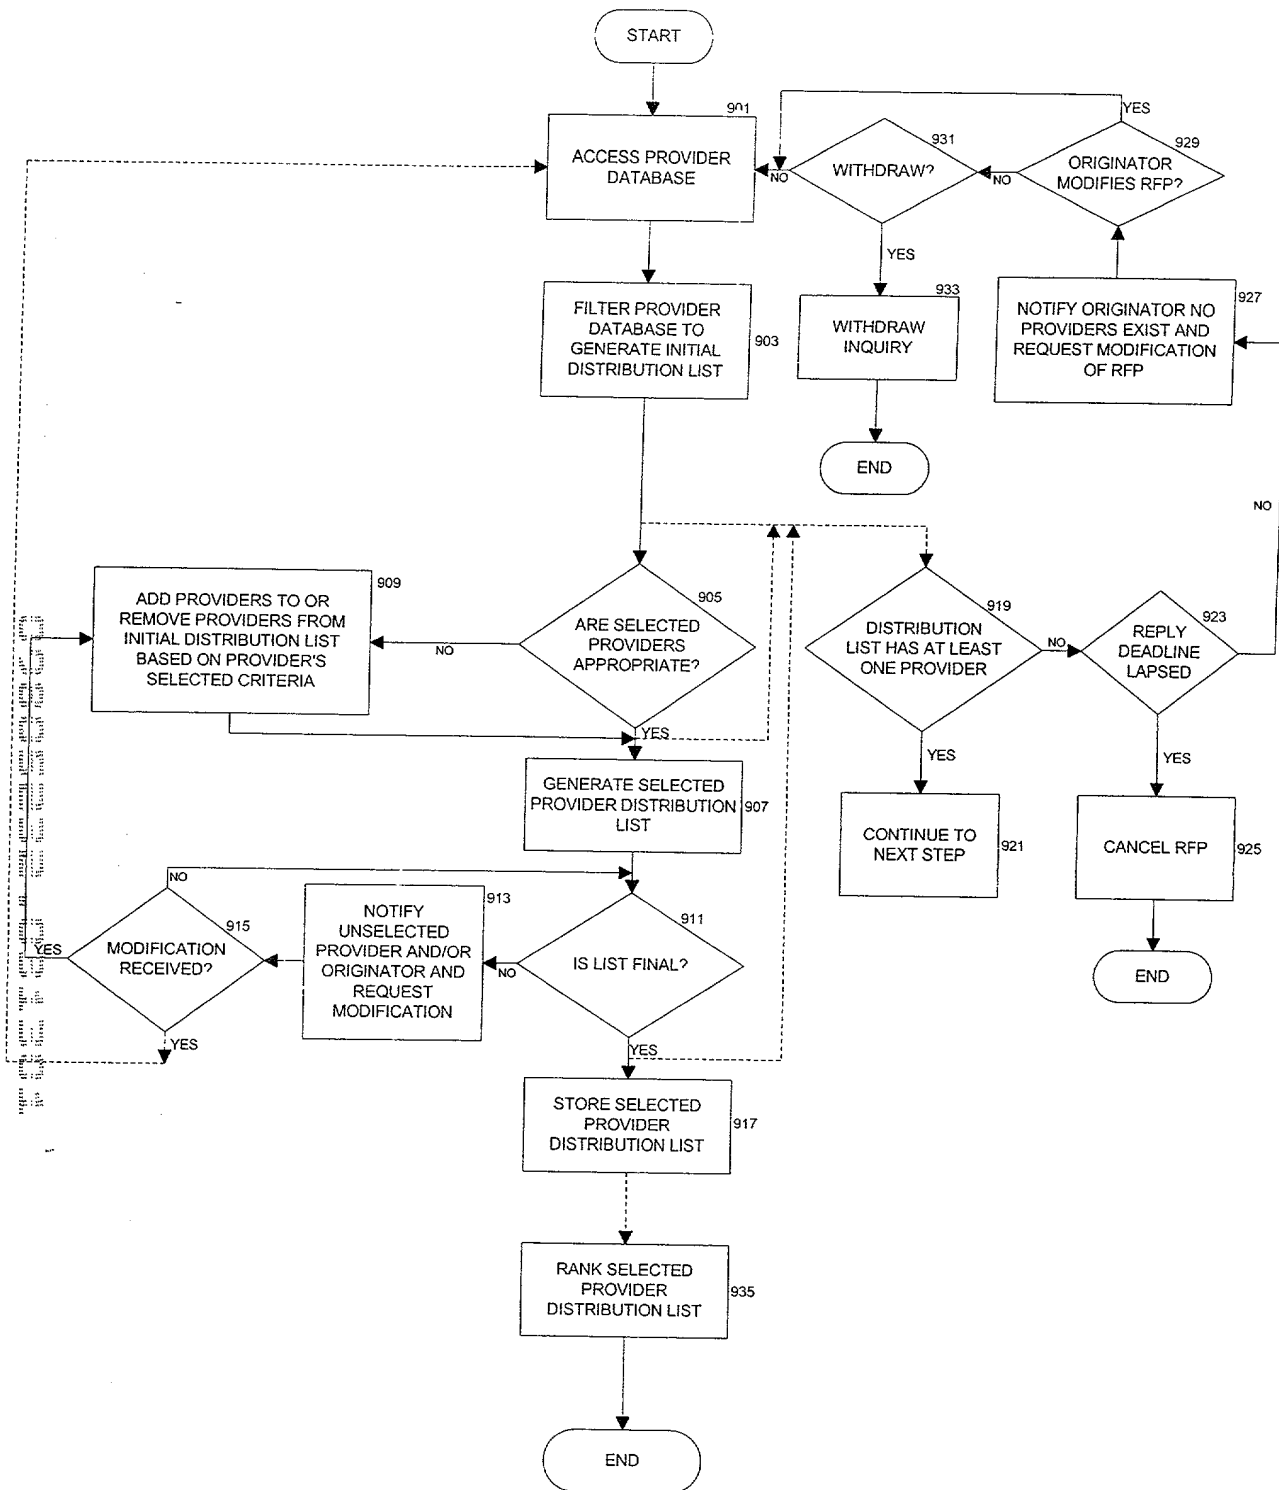 START
901
ACCESS PROVIDER
DATABASE
YES
931
WITHDRAW?
NO
929
ORIGINATOR
MODIFIES RFP?
NO
YES
FILTER PROVIDER
DATABASE TO
GENERATE INITIAL
DISTRIBUTION LIST
903
933
WITHDRAW
INQUIRY
927
NOTIFY ORIGINATOR NO
PROVIDERS EXIST AND
REQUEST MODIFICATION
OF RFP
END
NO
909
ADD PROVIDERS TO OR
REMOVE PROVIDERS FROM
INITIAL DISTRIBUTION LIST
BASED ON PROVIDER'S
SELECTED CRITERIA
NO
905
ARE SELECTED
PROVIDERS
APPROPRIATE?
YES
919
DISTRIBUTION
LIST HAS AT LEAST
ONE PROVIDER
NO
923
REPLY
DEADLINE
LAPSED
YES
YES
GENERATE SELECTED
PROVIDER DISTRIBUTION
LIST
907
CONTINUE TO
NEXT STEP
921
CANCEL RFP
925
NO
915
MODIFICATION
RECEIVED?
YES
YES
913
NOTIFY
UNSELECTED
PROVIDER AND/OR
ORIGINATOR AND
REQUEST
MODIFICATION
NO
911
IS LIST FINAL?
YES
END
STORE SELECTED
PROVIDER
DISTRIBUTION LIST
917
RANK SELECTED
PROVIDER
DISTRIBUTION LIST
935
END